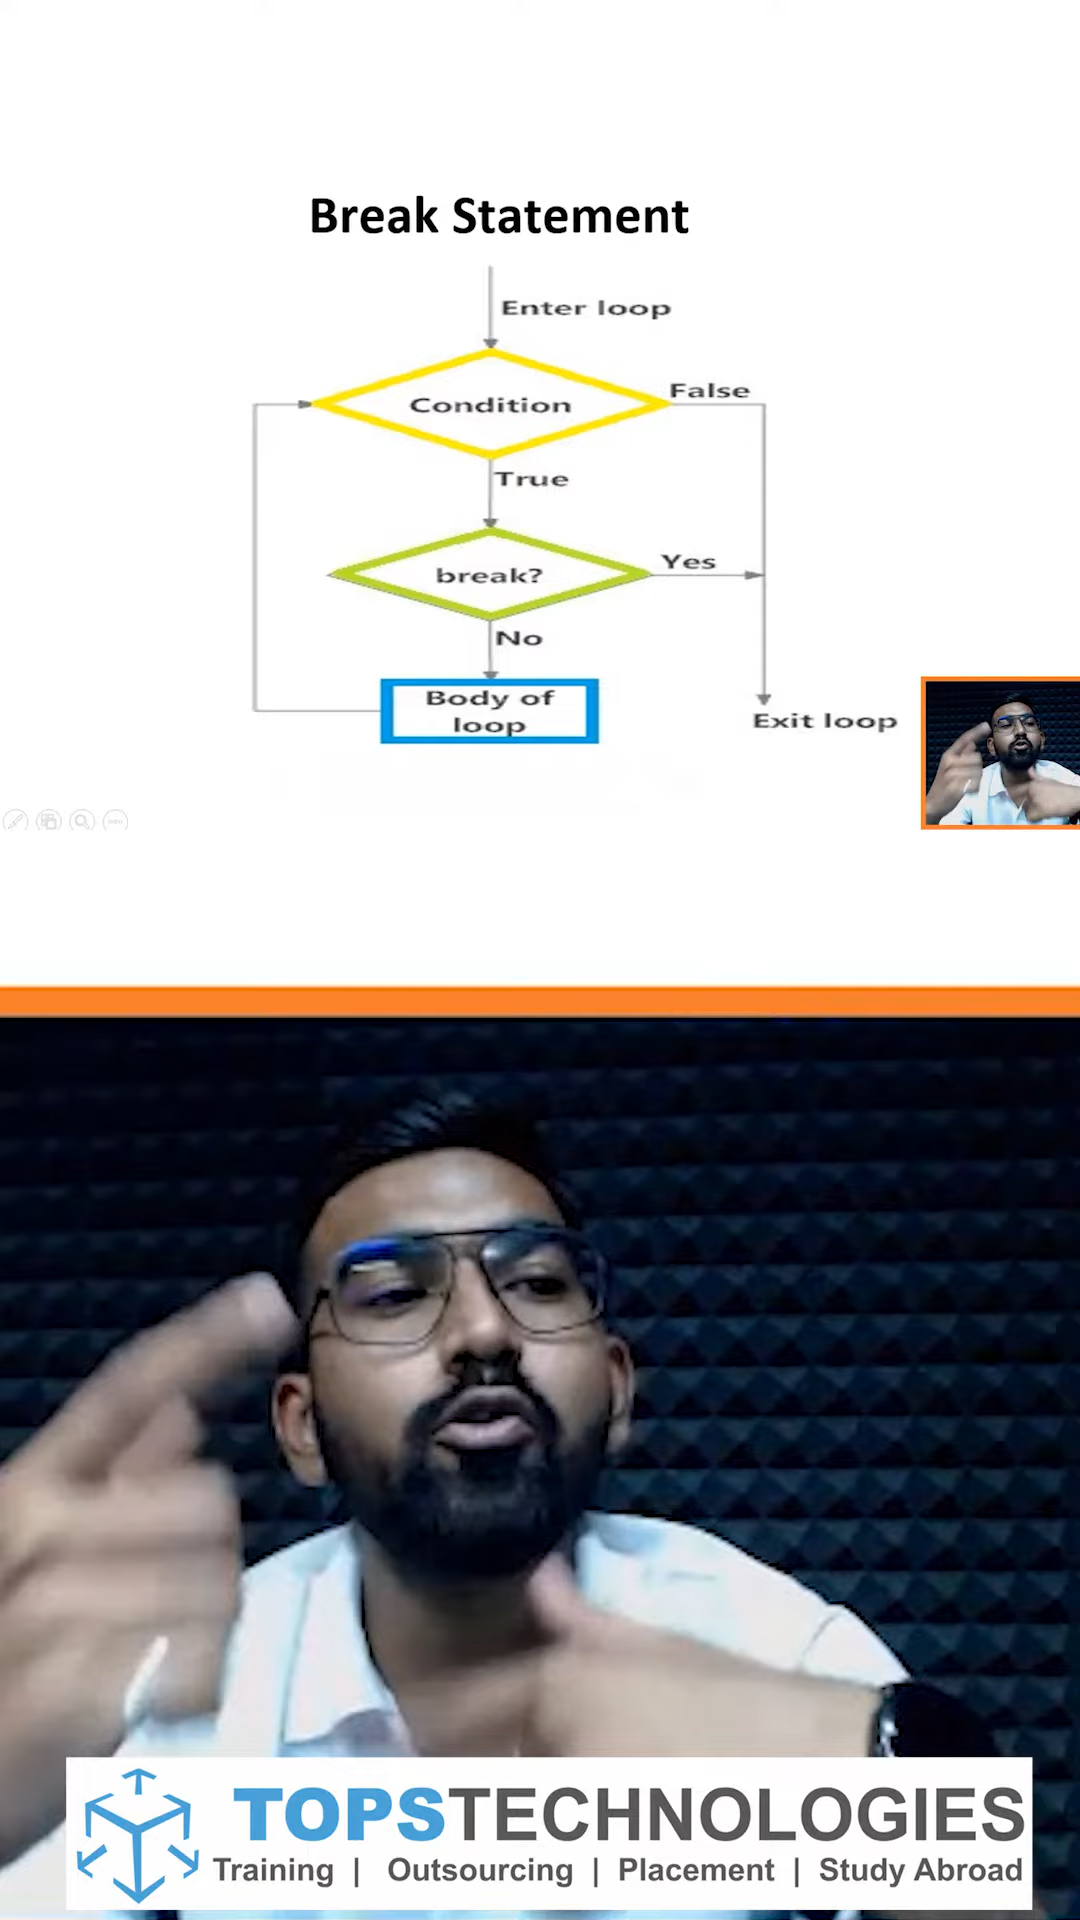 Break Statement
Enter loop
Condition
False
True
break?
Yes
No
Body of
loop
Exit loop
TOPSTECHNOLOGIES
Training | Outsourcing | Placement | Study Abroad